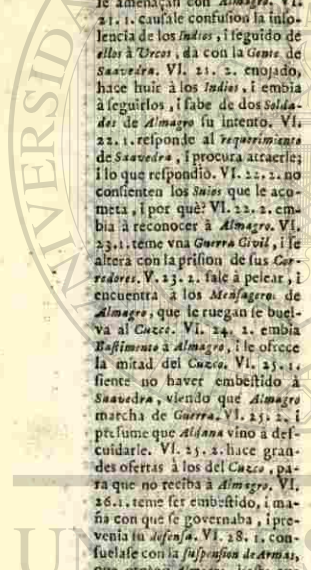 le amenaçan con Almagro. VI.
21. 1. causale confusion la inso-
lencia de los Indios, i seguido de
ellos à Urcos, da con la Gente de
Saavedra. VI. 21. 2. enojado,
hace huir à los Indios, i embia
à seguirlos, i sabe de dos Solda-
dos de Almagro su intento. VI.
22. 1. responde al requerimiento
de Saavedra, i procura atraerle;
i lo que respondiò. VI. 22. 2. no
consienten los Suios que le aco-
meta, i por què? VI. 22. 2. em-
bia à reconocer à Almagro. VI.
23. 1. teme vna Guerra Civil, i se
altera con la prision de sus Cor-
redores. V. 23. 2. sale à pelear, i
encuentra à los Mensageros de
Almagro, que le ruegan se buel-
va al Cuzco. VI. 24. 2. embia
Bastimento à Almagro, i le ofrece
la mitad del Cuzco. VI. 25. 1.
siente no haver embestido à
Saavedra, viendo que Almagro
marcha de Guerra. VI. 25. 2. i
presume que Aldana vino à des-
cuidarle. VI. 25. 2. hace gran-
des ofertas à los del Cuzco, pa-
ra que no reciba à Almagro. VI.
26. 1. teme ser embestido, i ma-
ña con que se governaba, i pre-
venia su defensa. VI. 28. 1. con-
suelase con la suspension de Armas,
UN
VERSID